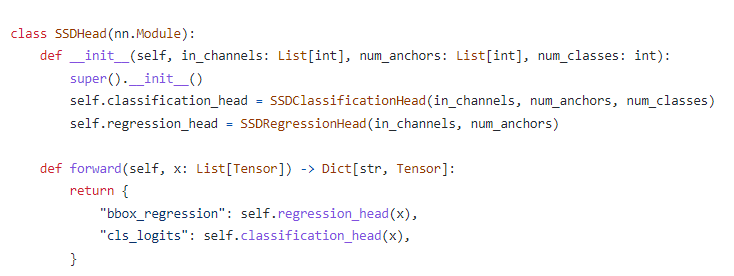 class SSDHead(nn.Module):
    def __init__(self, in_channels: List[int], num_anchors: List[int], num_classes: int):
        super().__init__()
        self.classification_head = SSDClassificationHead(in_channels, num_anchors, num_classes)
        self.regression_head = SSDRegressionHead(in_channels, num_anchors)

    def forward(self, x: List[Tensor]) -> Dict[str, Tensor]:
        return {
            "bbox_regression": self.regression_head(x),
            "cls_logits": self.classification_head(x),
        }